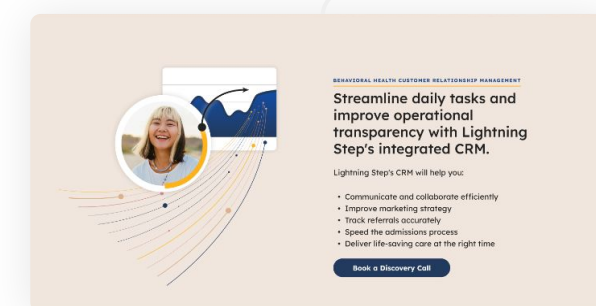 BEHAVIORAL HEALTH CUSTOMER RELATIONSHIP MANAGEMENT
Streamline daily tasks and
improve operational
transparency with Lightning
Step's integrated CRM.
Lightning Step's CRM will help you:
• Communicate and collaborate efficiently
• Improve marketing strategy
• Track referrals accurately
• Speed the admissions process
• Deliver life-saving care at the right time
Book a Discovery Call